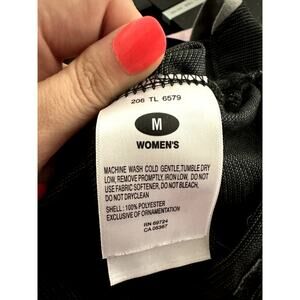 206 TL 6579
M
WOMEN'S
MACHINE WASH COLD GENTLE,TUMBLE DRY
LOW, REMOVE PROMPTLY, IRON LOW, DO NOT
USE FABRIC SOFTENER, DO NOT BLEACH,
DO NOT DRYCLEAN
SHELL : 100% POLYESTER
EXCLUSIVE OF ORNAMENTATION
RN 69724
CA 05367